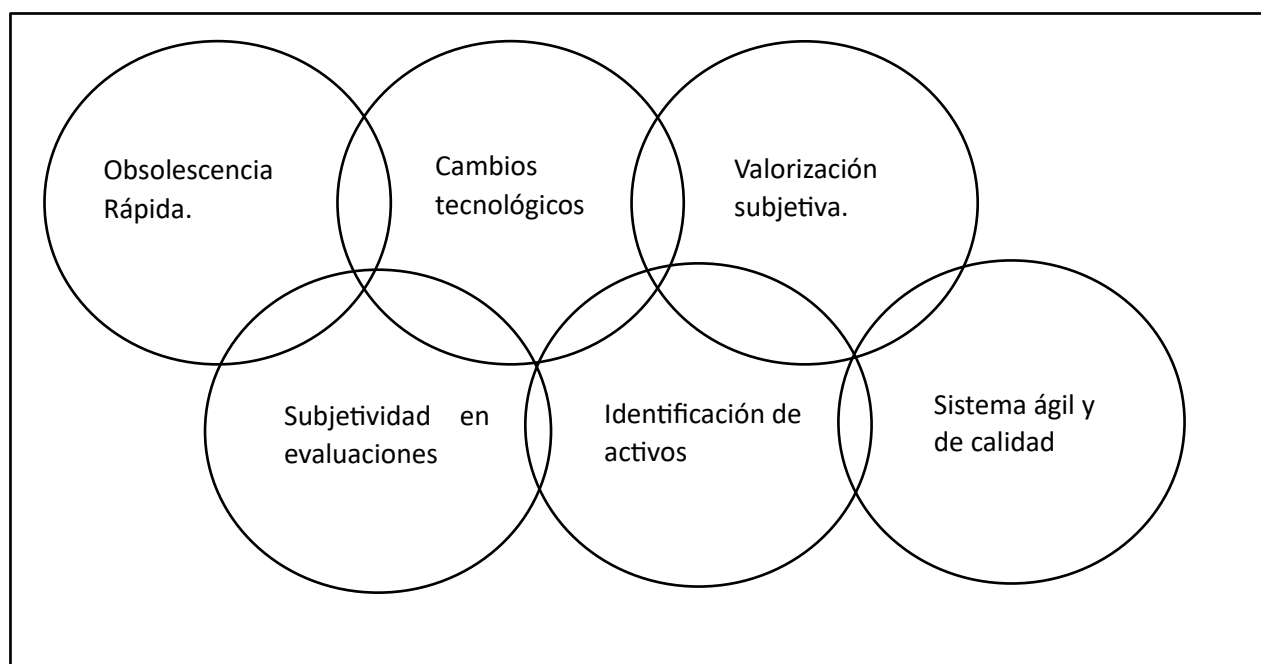 Obsolescencia
Rápida.
Cambios
tecnológicos
Valorización
subjetiva.
Subjetividad en
evaluaciones
Identificación de
activos
Sistema ágil y
de calidad